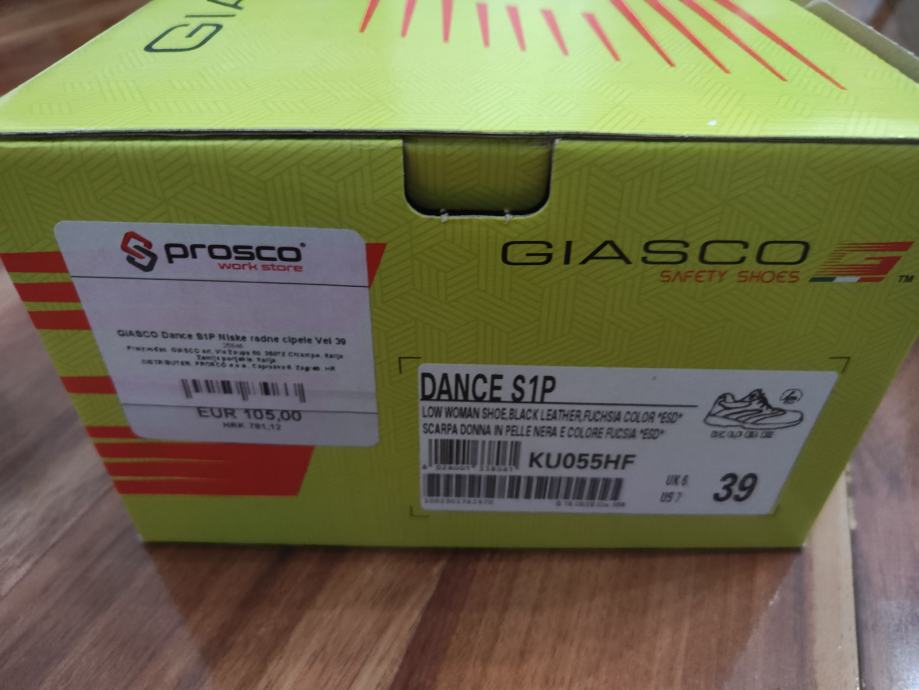 GIA
prosco
work store
GIASCO Dance S1P Niske radne cipele Vel 39
EUR 105,00
HRK 791,12
GIASCO
SAFETY SHOES
TM
DANCE S1P
LOW WOMAN SHOE,BLACK LEATHER,FUCHSIA COLOR *ESD*
SCARPA DONNA IN PELLE NERA E COLORE FUCSIA *ESD*
KU055HF
UK 6
US 7
39